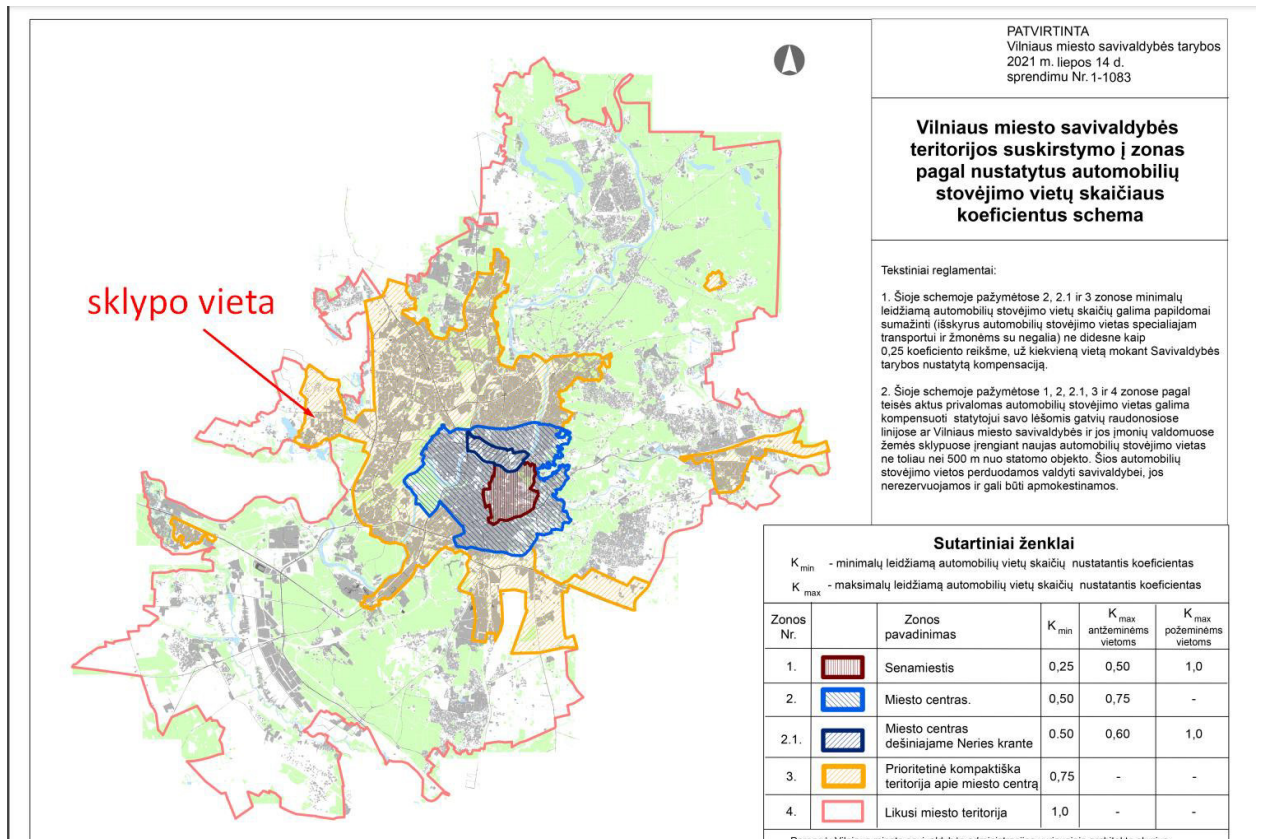 PATVIRTINTA
Vilniaus miesto savivaldybės tarybos
2021 m. liepos 14 d.
sprendimu Nr. 1-1083
Vilniaus miesto savivaldybės
teritorijos suskirstymo į zonas
pagal nustatytus automobilių
stovėjimo vietų skaičiaus
koeficientus schema
sklypo vieta
Tekstiniai reglamentai:
1. Šioje schemoje pažymėtose 2, 2.1 ir 3 zonose minimalų
leidžiamą automobilių stovėjimo vietų skaičių galima papildomai
sumažinti (išskyrus automobilių stovėjimo vietas specialiajam
transportui ir žmonėms su negalia) ne didesne kaip
0,25 koeficiento reikšme, už kiekvieną vietą mokant Savivaldybės
tarybos nustatytą kompensaciją.
2. Šioje schemoje pažymėtose 1, 2, 2.1, 3 ir 4 zonose pagal
teisės aktus privalomas automobilių stovėjimo vietas galima
kompensuoti statytojui savo lėšomis gatvių raudonosiose
linijose ar Vilniaus miesto savivaldybės ir jos įmonių valdomuose
žemės sklypuose įrengiant naujas automobilių stovėjimo vietas
ne toliau nei 500 m nuo statomo objekto. Šios automobilių
stovėjimo vietos perduodamos valdyti savivaldybei, jos
nerezervuojamos ir gali būti apmokestinamos.
Sutartiniai ženklai
K min - minimalų leidžiamą automobilių vietų skaičių nustatantis koeficientas
K max - maksimalų leidžiamą automobilių vietų skaičių nustatantis koeficientas
Zonos Nr. Zonos pavadinimas K min K max antžeminėms vietoms K max požeminėms vietoms
1. Senamiestis 0,25 0,50 1,0
2. Miesto centras. 0,50 0,75 -
2.1. Miesto centras dešiniajame Neries krante 0.50 0,60 1,0
3. Prioritetinė kompaktiška teritorija apie miesto centrą 0,75 - -
4. Likusi miesto teritorija 1,0 - -